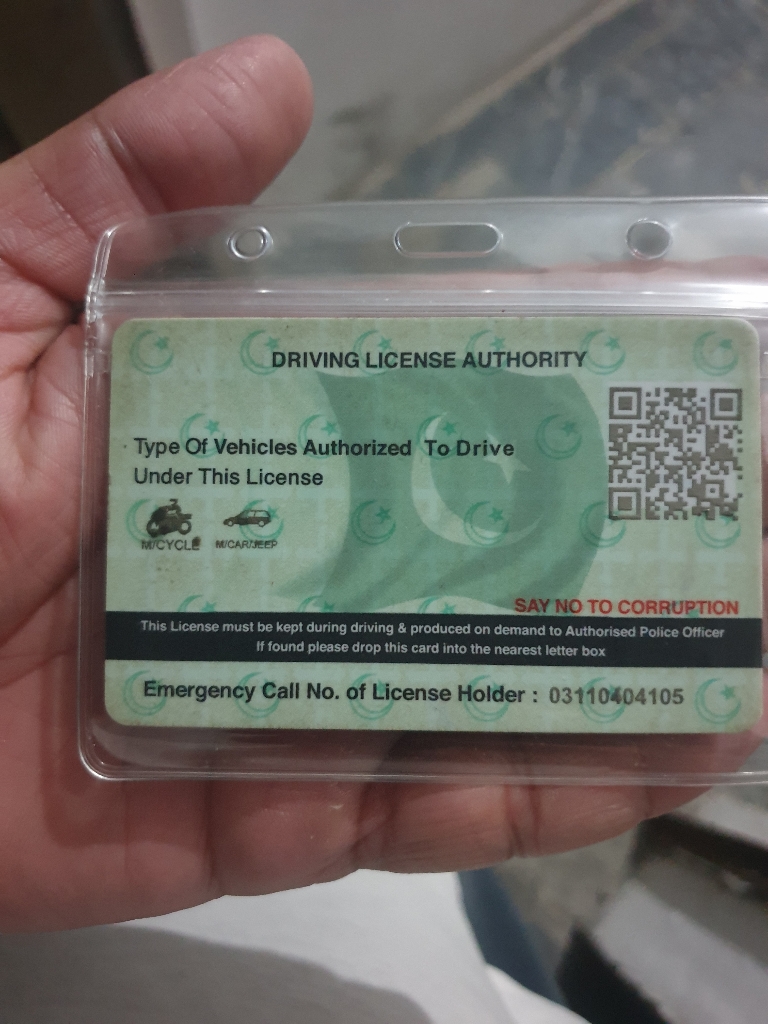 DRIVING LICENSE AUTHORITY
Type Of Vehicles Authorized To Drive
Under This License
M/CYCLE M/CAR/JEEP
SAY NO TO CORRUPTION
This License must be kept during driving & produced on demand to Authorised Police Officer
If found please drop this card into the nearest letter box
Emergency Call No. of License Holder : 03110404105